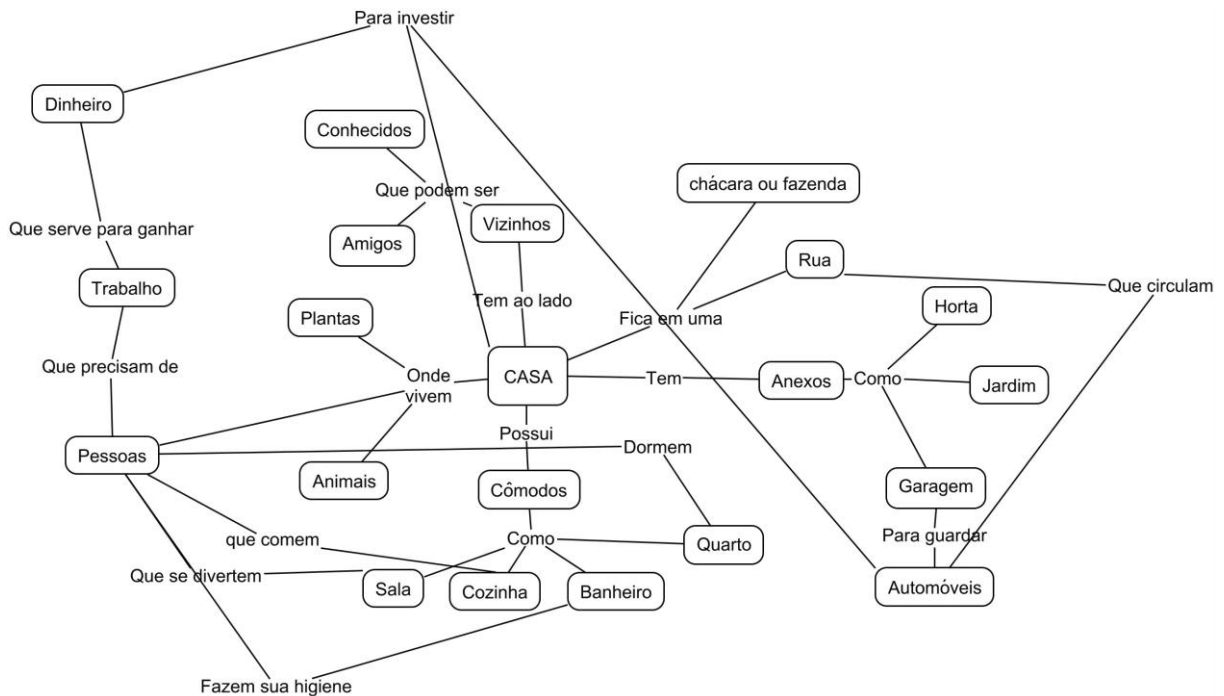 Para investir
Dinheiro
Conhecidos
Que podem ser
chácara ou fazenda
Vizinhos
Que serve para ganhar
Amigos
Rua
Trabalho
Que circulam
Tem ao lado
Horta
Plantas
Fica em uma
Que precisam de
Onde
vivem
CASA
Tem
Anexos
Como
Jardim
Possui
Dormem
Pessoas
Animais
Cômodos
Garagem
que comem
Como
Quarto
Para guardar
Que se divertem
Sala
Cozinha
Banheiro
Automóveis
Fazem sua higiene